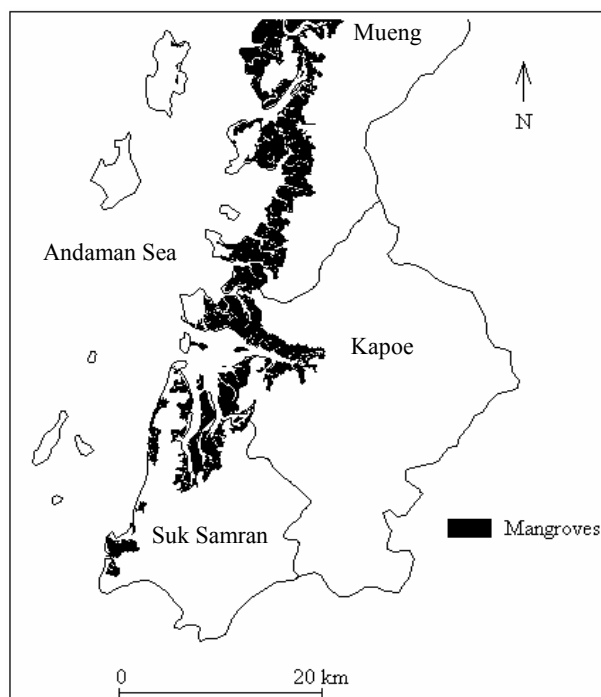 Mueng
N
Andaman Sea
Kapoe
Suk Samran
Mangroves
0 20 km